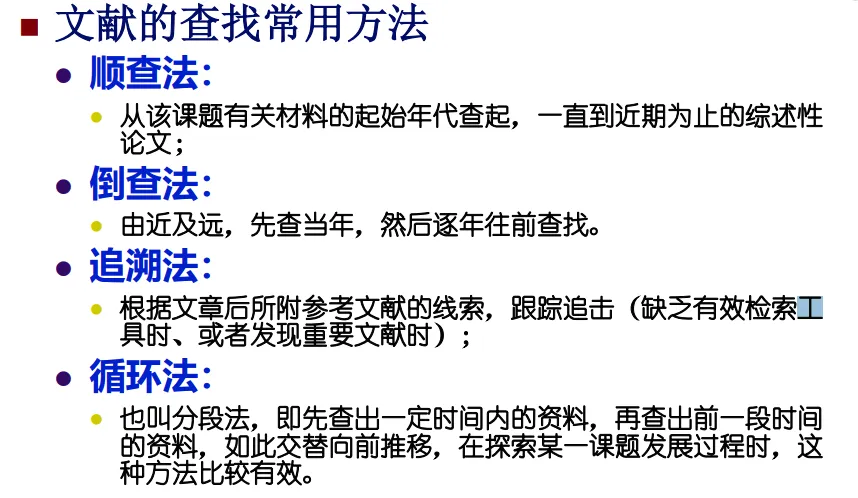 文献的查找常用方法
顺查法：
从该课题有关材料的起始年代查起，一直到近期为止的综述性
论文；
倒查法：
由近及远，先查当年，然后逐年往前查找。
追溯法：
根据文章后所附参考文献的线索，跟踪追击（缺乏有效检索工
具时、或者发现重要文献时）；
循环法：
也叫分段法，即先查出一定时间内的资料，再查出前一段时间
的资料，如此交替向前推移，在探索某一课题发展过程时，这
种方法比较有效。